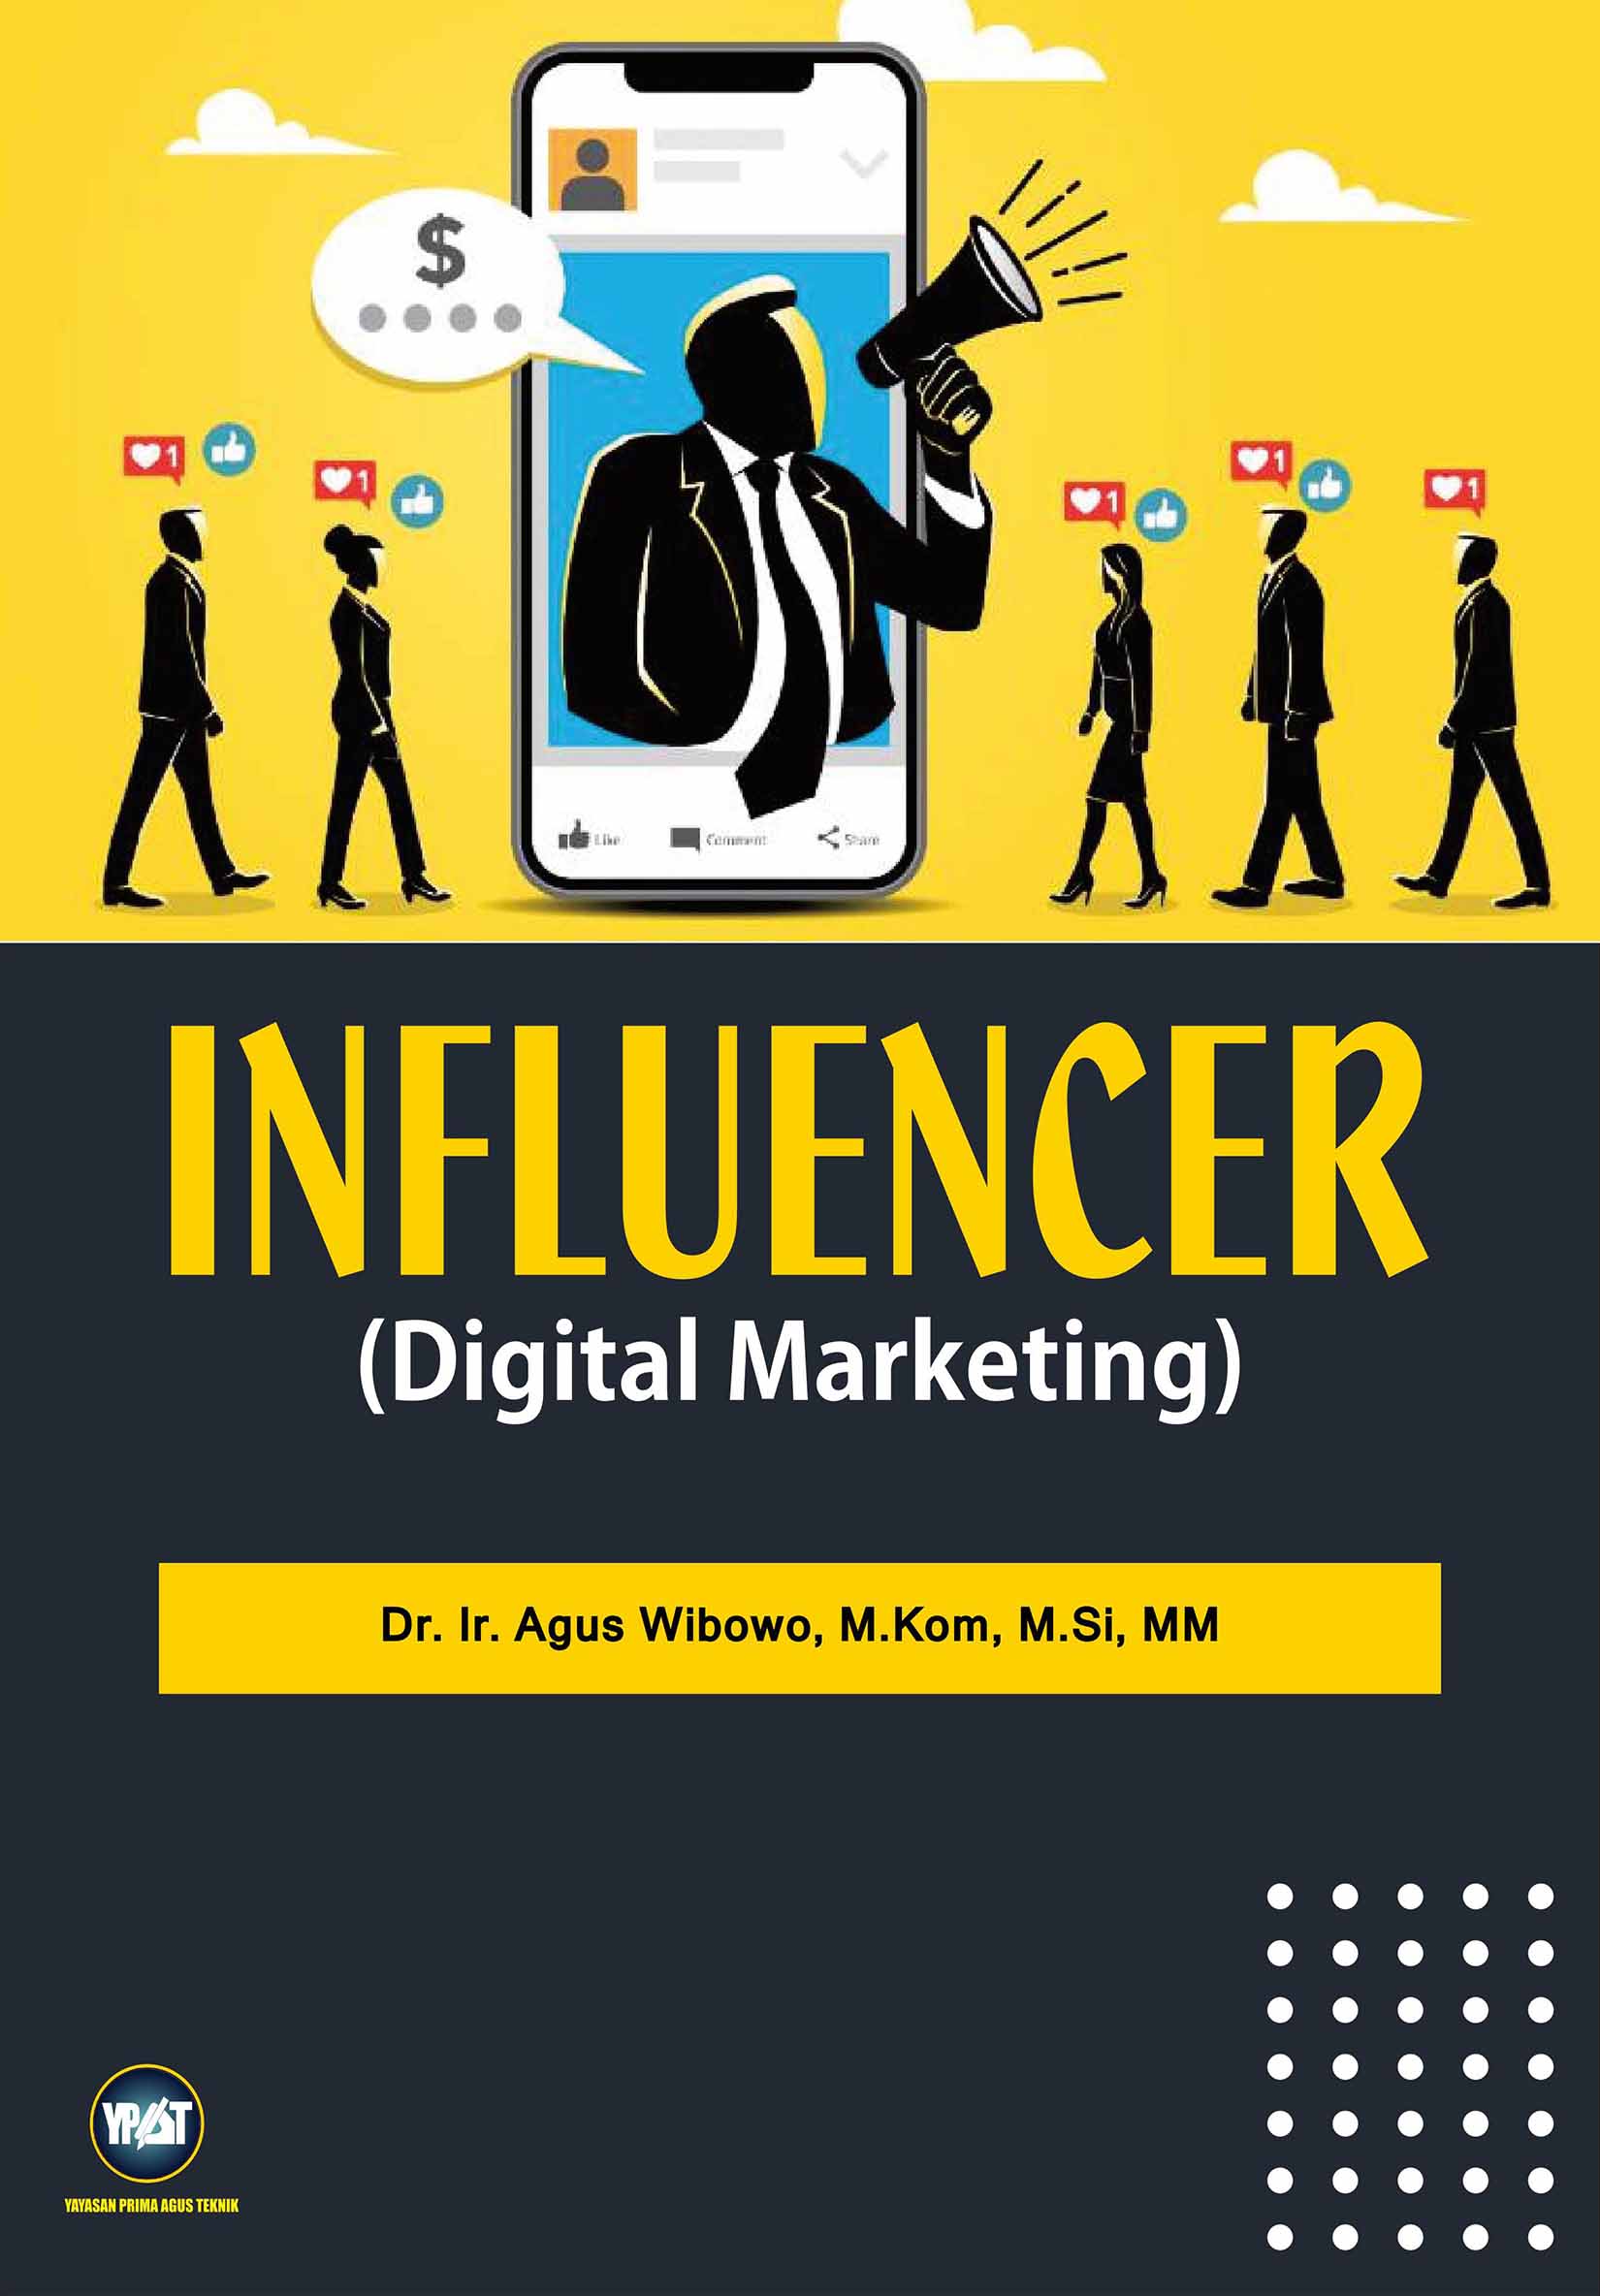 $
1
1
1
1
1
Like Comment Share
INFLUENCER
(Digital Marketing)
Dr. Ir. Agus Wibowo, M.Kom, M.Si, MM
YPAT
YAYASAN PRIMA AGUS TEKNIK